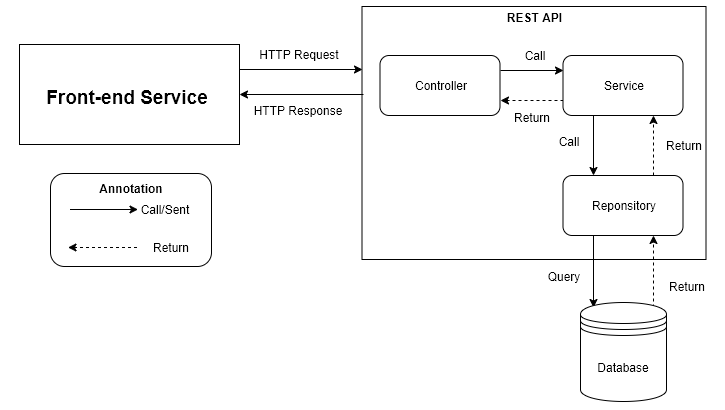 REST API
HTTP Request
Front-end Service
HTTP Response
Controller
Call
Service
Return
Call
Return
Reponsitory
Query
Return
Database
Annotation
Call/Sent
Return